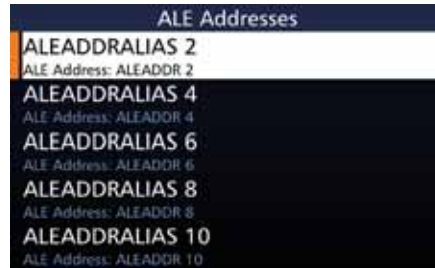 ALE Addresses
ALEADDRALIAS 2
ALE Address: ALEADDR 2
ALEADDRALIAS 4
ALE Address: ALEADDR 4
ALEADDRALIAS 6
ALE Address: ALEADDR 6
ALEADDRALIAS 8
ALE Address: ALEADDR 8
ALEADDRALIAS 10
ALE Address: ALEADDR 10